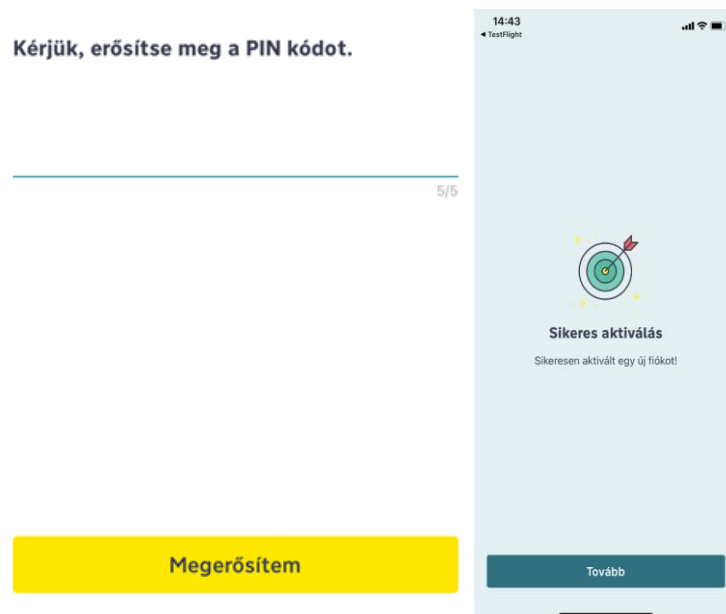 Kérjük, erősítse meg a PIN kódot.
5/5
Megerősítem
14:43
◀ TestFlight
Sikeres aktiválás
Sikeresen aktivált egy új fiókot!
Tovább